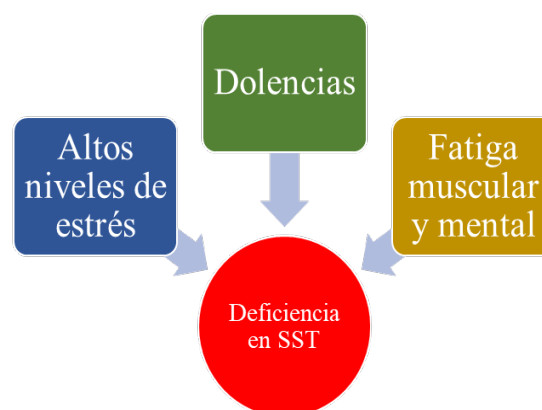 Dolencias
Altos
niveles de
estrés
Fatiga
muscular
y mental
Deficiencia
en SST